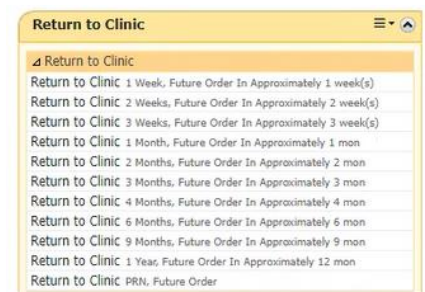 Return to Clinic
Return to Clinic
Return to Clinic 1 Week, Future Order In Approximately 1 week(s)
Return to Clinic 2 Weeks, Future Order In Approximately 2 week(s)
Return to Clinic 3 Weeks, Future Order In Approximately 3 week(s)
Return to Clinic 1 Month, Future Order In Approximately 1 mon
Return to Clinic 2 Months, Future Order In Approximately 2 mon
Return to Clinic 3 Months, Future Order In Approximately 3 mon
Return to Clinic 4 Months, Future Order In Approximately 4 mon
Return to Clinic 6 Months, Future Order In Approximately 6 mon
Return to Clinic 9 Months, Future Order In Approximately 9 mon
Return to Clinic 1 Year, Future Order In Approximately 12 mon
Return to Clinic PRN, Future Order